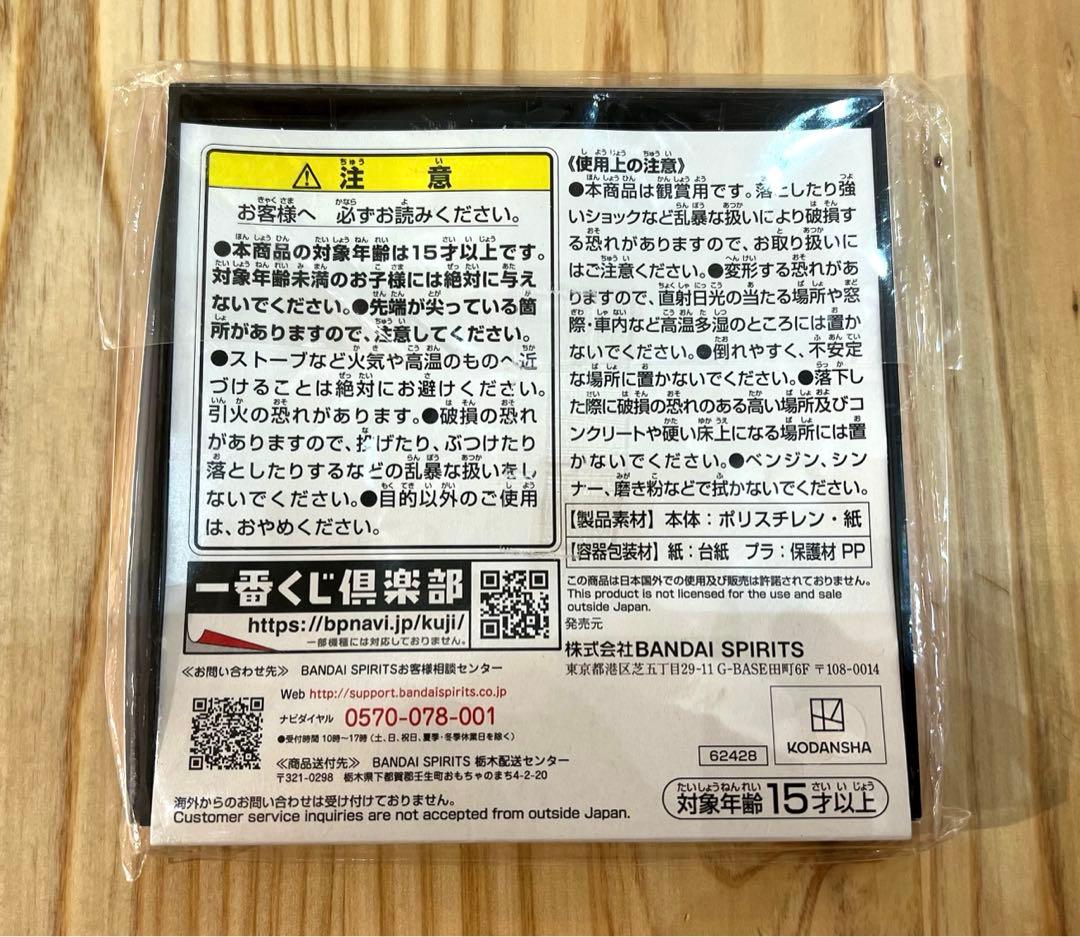 ⚠ 注 意
お客様へ 必ずお読みください。
●本商品の対象年齢は15才以上です。
対象年齢未満のお子様には絶対に与え
ないでください。●先端が尖っている箇
所がありますので、注意してください。
●ストーブなど火気や高温のものへ近
づけることは絶対にお避けください。
引火の恐れがあります。●破損の恐れ
がありますので、投げたり、ぶつけたり
落としたりするなどの乱暴な扱いをし
ないでください。●目的以外のご使用
は、おやめください。
一番くじ倶楽部
https://bpnavi.jp/kuji/
一部機種には対応しておりません。
≪お問い合わせ先≫ BANDAI SPIRITSお客様相談センター
Web http://support.bandaispirits.co.jp
ナビダイヤル 0570-078-001
●受付時間 10時～17時(土、日、祝日、夏季・冬季休業日を除く)
≪商品送付先≫ BANDAI SPIRITS 栃木配送センター
〒321-0298 栃木県下都賀郡壬生町おもちゃのまち4-2-20
海外からのお問い合わせは受け付けておりません。
Customer service inquiries are not accepted from outside Japan.
《使用上の注意》
●本商品は観賞用です。落としたり強
いショックなど乱暴な扱いにより破損す
る恐れがありますので、お取り扱いに
はご注意ください。●変形する恐れがあ
りますので、直射日光の当たる場所や窓
際・車内など高温多湿のところには置か
ないでください。●倒れやすく、不安定
な場所に置かないでください。●落下し
た際に破損の恐れのある高い場所及びコ
ンクリートや硬い床上になる場所には置
かないでください。●ベンジン、シン
ナー、磨き粉などで拭かないでください。
【製品素材】本体：ポリスチレン・紙
【容器包装材】紙：台紙 プラ：保護材 PP
この商品は日本国外での使用及び販売は許諾されておりません。
This product is not licensed for the use and sale
outside Japan.
発売元
株式会社BANDAI SPIRITS
東京都港区芝五丁目29-11 G-BASE田町6F 〒108-0014
62428
KODANSHA
対象年齢 15才以上